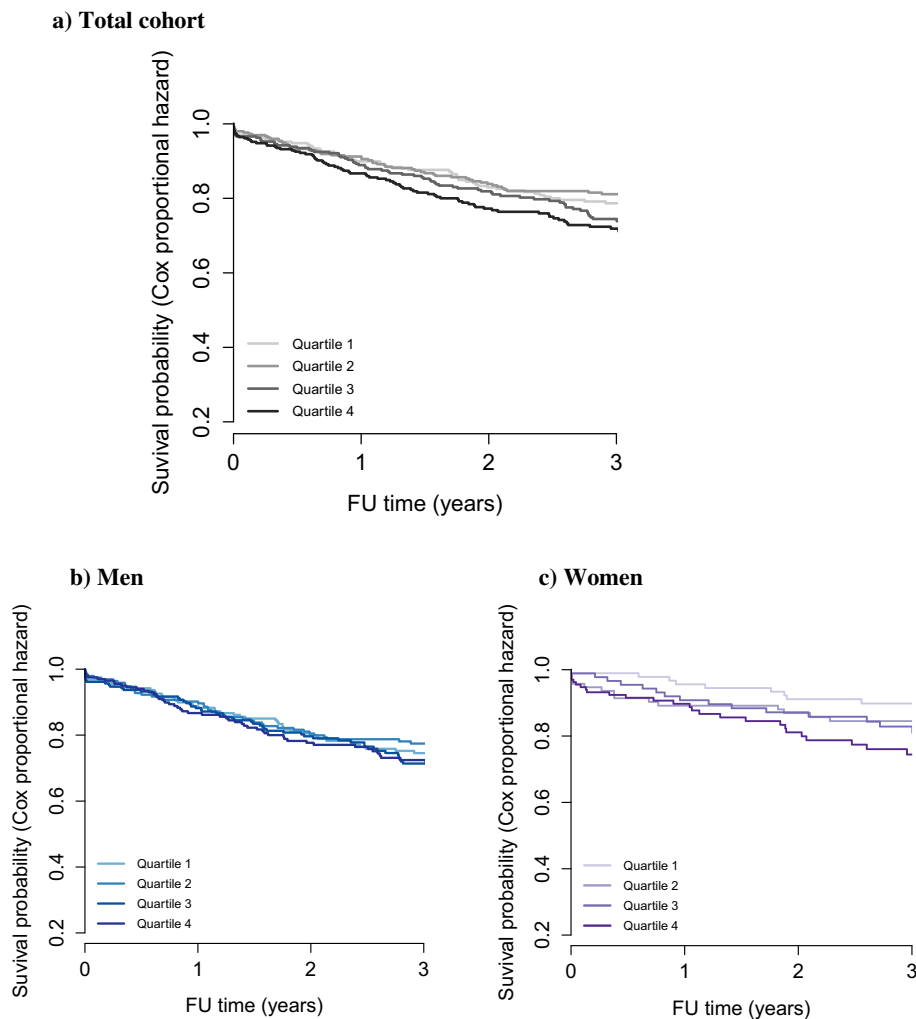 a) Total cohort
Suvival probability (Cox proportional hazard)
1.0
0.8
0.6
0.4
0.2
Quartile 1
Quartile 2
Quartile 3
Quartile 4
0 1 2 3
FU time (years)
b) Men
Suvival probability (Cox proportional hazard)
1.0
0.8
0.6
0.4
0.2
Quartile 1
Quartile 2
Quartile 3
Quartile 4
0 1 2 3
FU time (years)
c) Women
Suvival probability (Cox proportional hazard)
1.0
0.8
0.6
0.4
0.2
Quartile 1
Quartile 2
Quartile 3
Quartile 4
0 1 2 3
FU time (years)